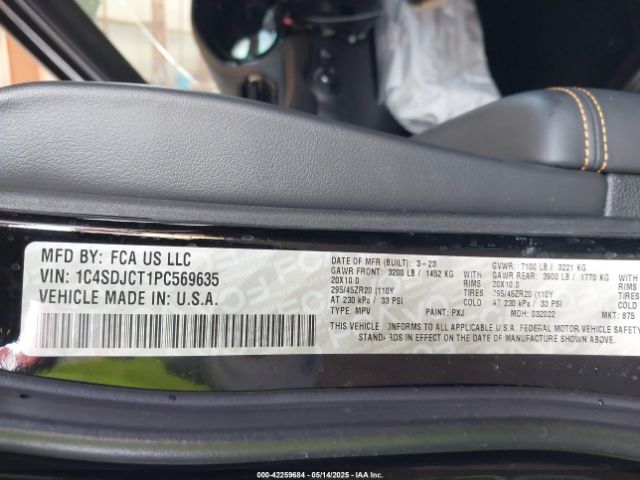 MFD BY: FCA US LLC
VIN: 1C4SDJCT1PC569635
VEHICLE MADE IN: U.S.A.
DATE OF MFR (BUILT): 3-23 GVWR: 7100 LB / 3221 KG
GAWR FRONT: 3200 LB / 1452 KG WITH GAWR REAR: 3900 LB / 1770 KG WITH
20X10.0 RIMS 20X10.0 RIMS
295/45ZR20 (110Y TIRES 295/45ZR20 (110Y TIRES
AT 230 kPa / 33 PSI COLD AT 230 kPa / 33 PSI COLD
TYPE: MPV PAINT: PXJ MDH: 032022 MKT: 875
THIS VEHICLE CONFORMS TO ALL APPLICABLE U.S.A. FEDERAL MOTOR VEHICLE SAFETY
STANDARDS IN EFFECT ON THE DATE OF MANUFACTURE SHOWN ABOVE.
000-42259684 - 05/14/2025 - IAA Inc.